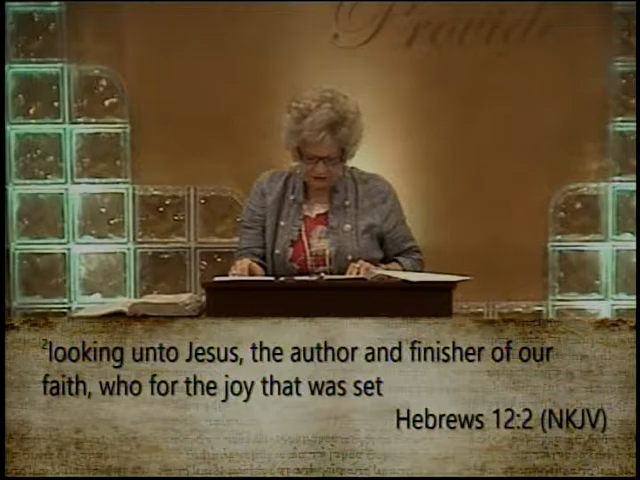 Provide
²looking unto Jesus, the author and finisher of our
faith, who for the joy that was set
Hebrews 12:2 (NKJV)